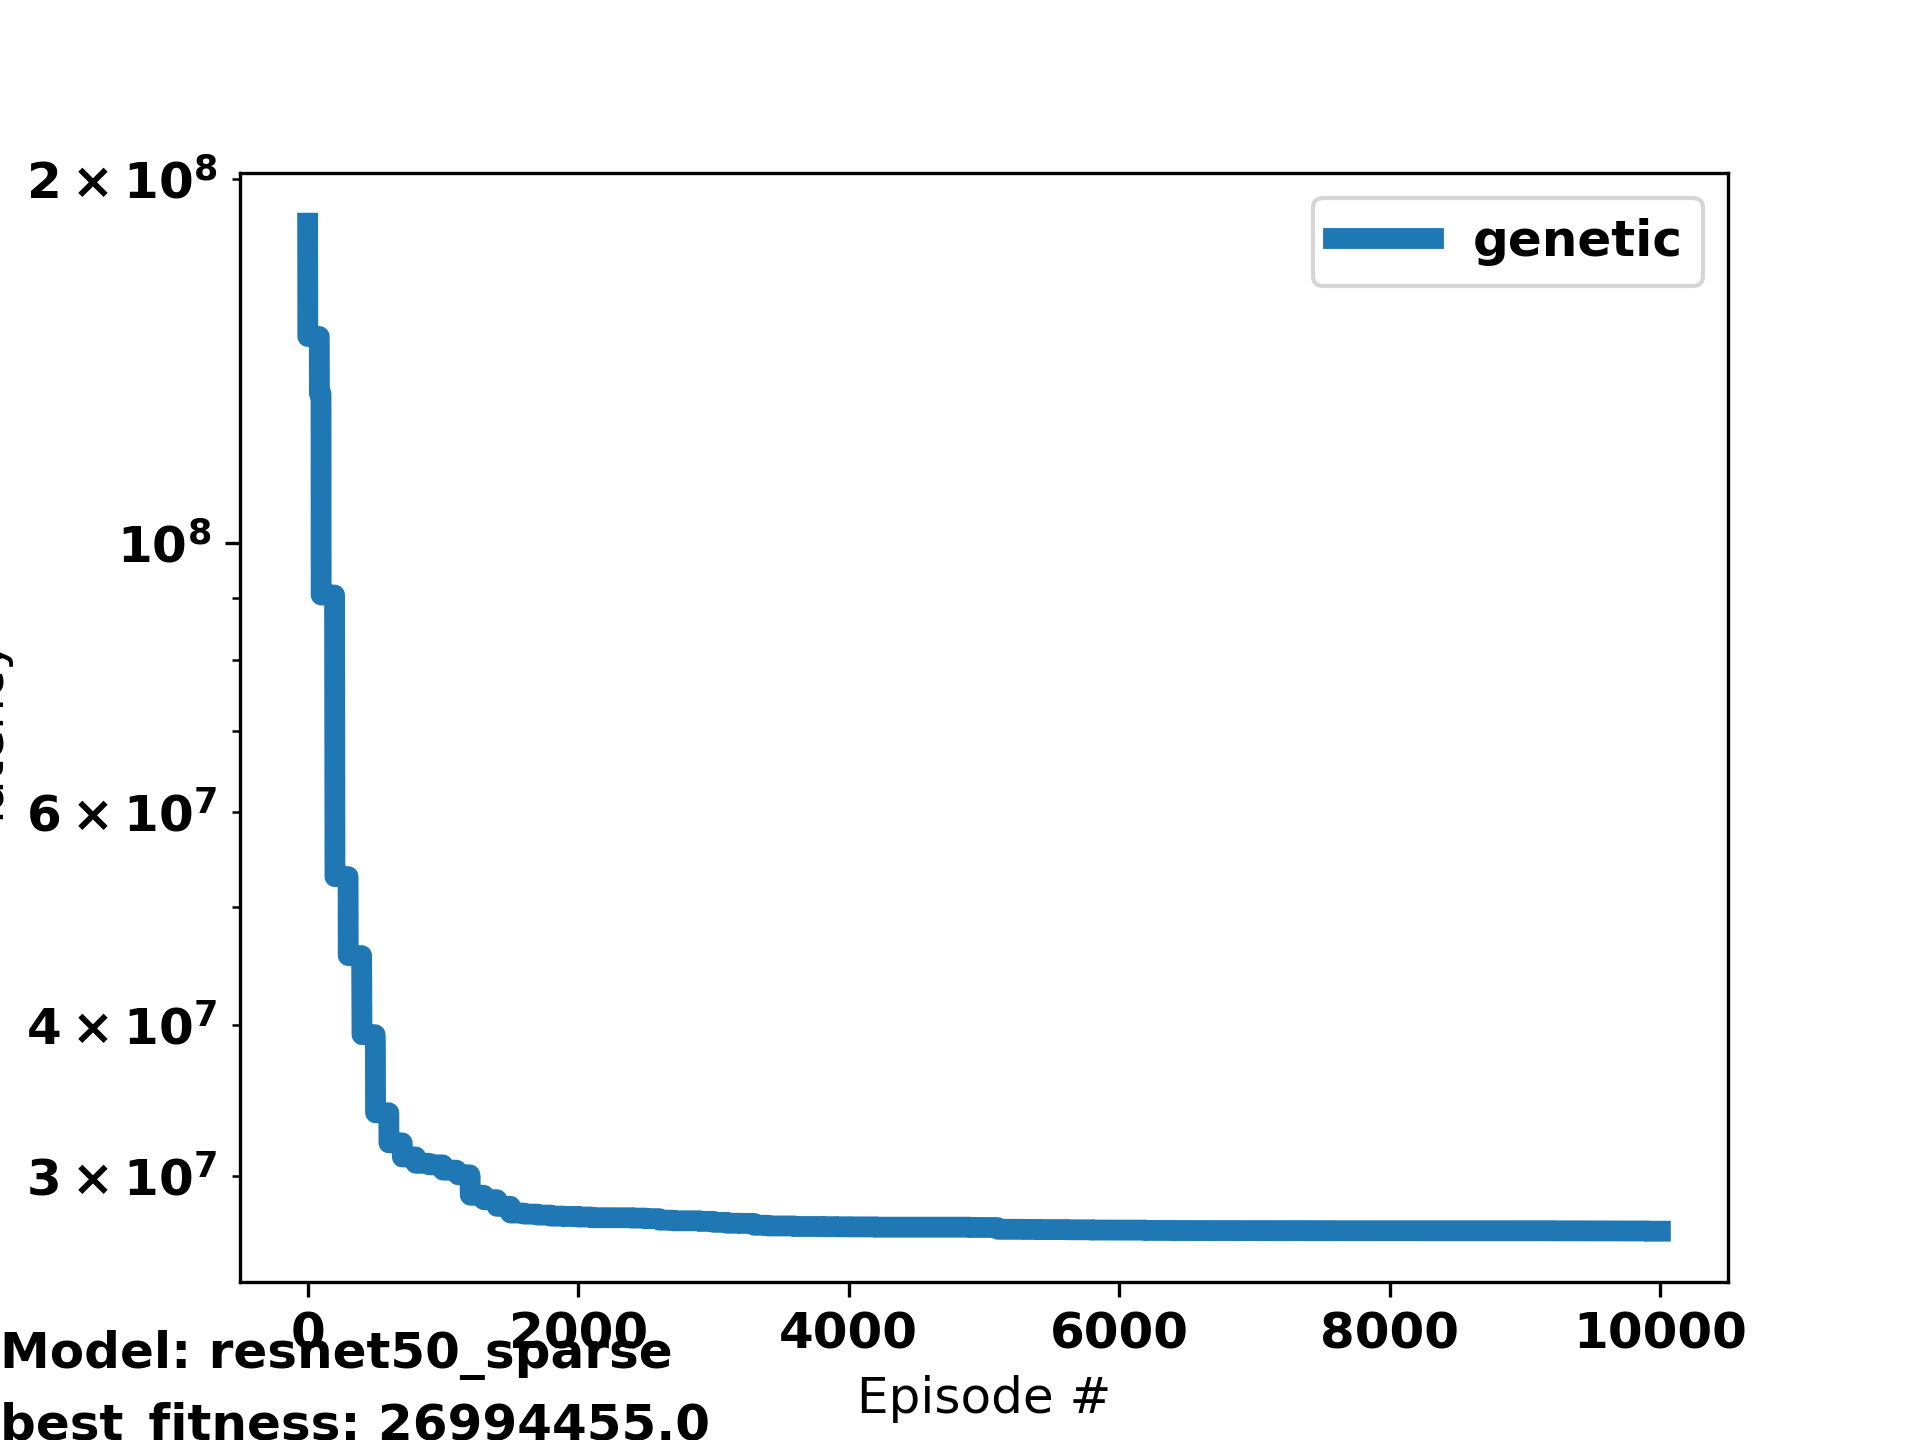 2 × 10⁸
10⁸
6 × 10⁷
4 × 10⁷
3 × 10⁷
genetic
0 2000 4000 6000 8000 10000
Episode #
Model: resnet50_sparse
best_fitness: 26994455.0